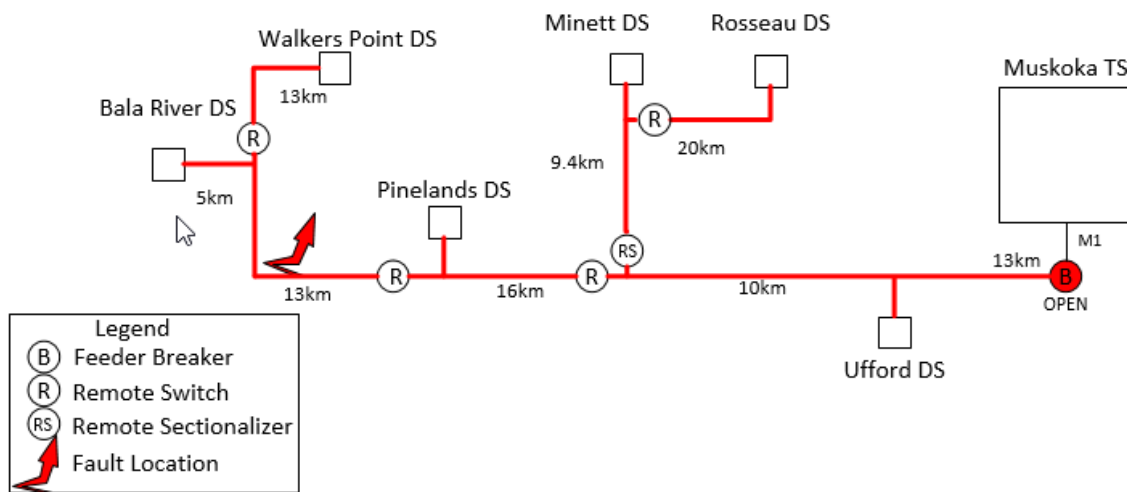 Minett DS
Rosseau DS
Walkers Point DS
Muskoka TS
13km
Bala River DS
R
R
20km
9.4km
5km
Pinelands DS
RS
M1
13km
R
R
B
13km
16km
10km
OPEN
Legend
B Feeder Breaker
R Remote Switch
RS Remote Sectionalizer
Fault Location
Ufford DS